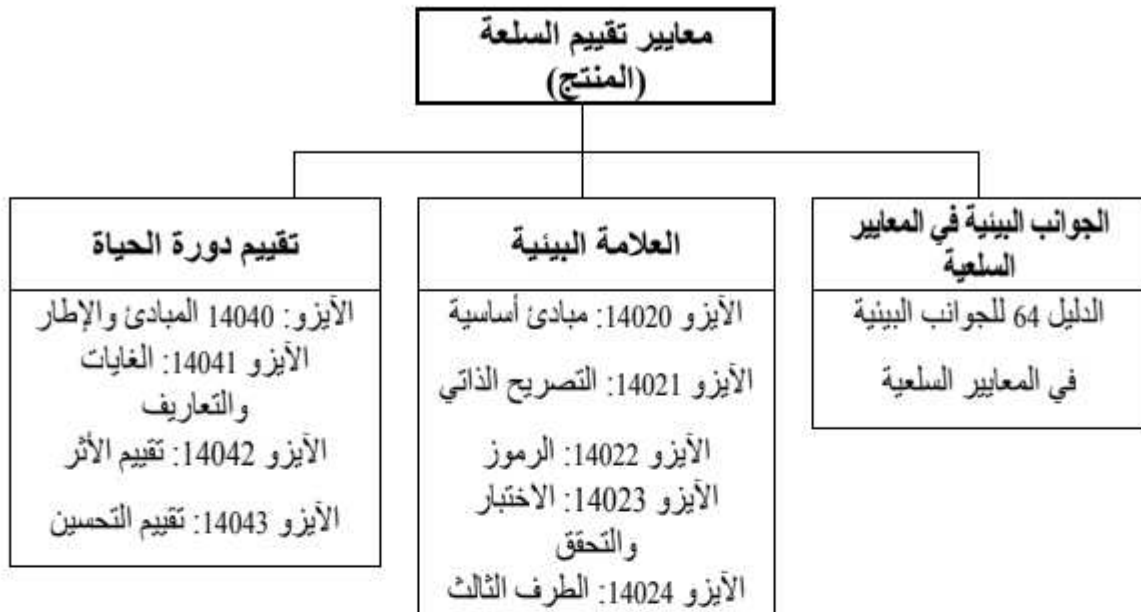 معايير تقييم السلعة
(المنتج)
الجوانب البيئية في المعايير
السلعية
الدليل 64 للجوانب البيئية
في المعايير السلعية
العلامة البيئية
الآيزو 14020: مبادئ أساسية
الآيزو 14021: التصريح الذاتي
الآيزو 14022: الرموز
الآيزو 14023: الاختبار
والتحقق
الآيزو 14024: الطرف الثالث
تقييم دورة الحياة
الآيزو: 14040 المبادئ والإطار
الآيزو 14041: الغايات
والتعاريف
الآيزو 14042: تقييم الأثر
الآيزو 14043: تقييم التحسين